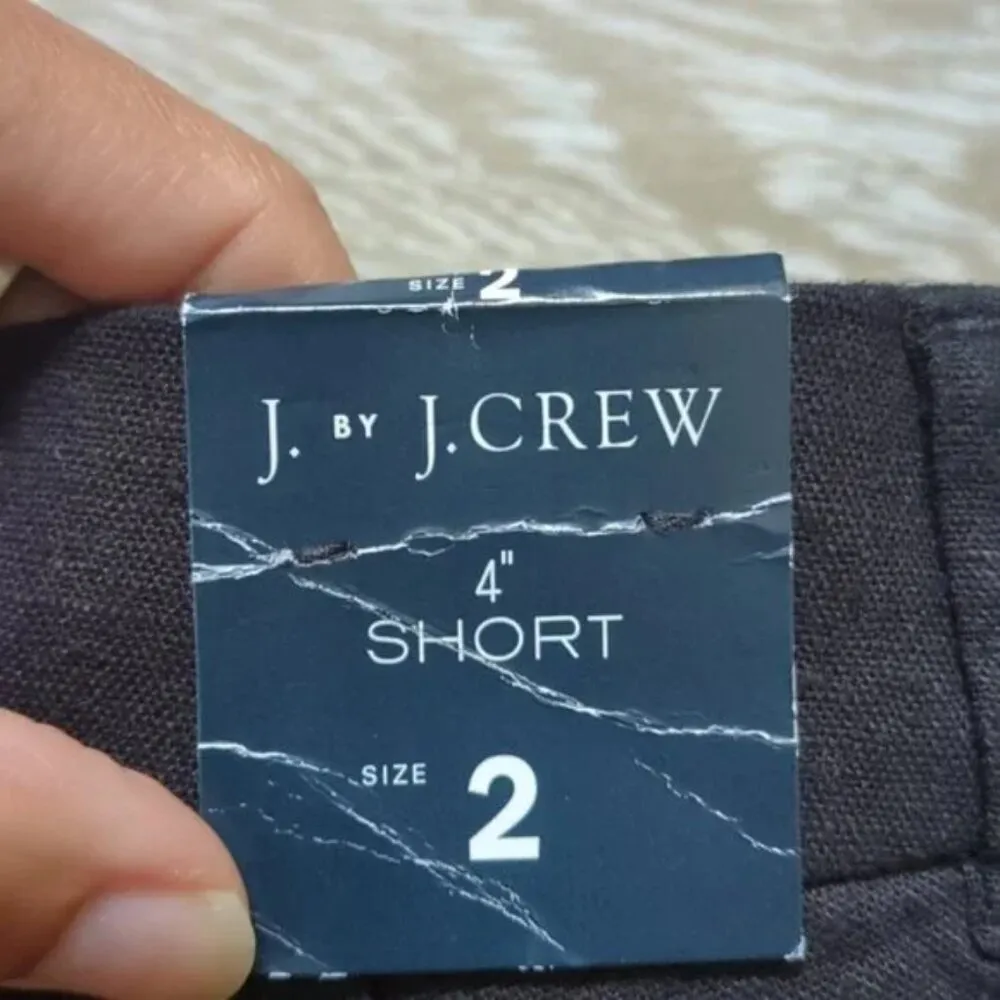 SIZE 2
J. BY J.CREW
4"
SHORT
SIZE 2